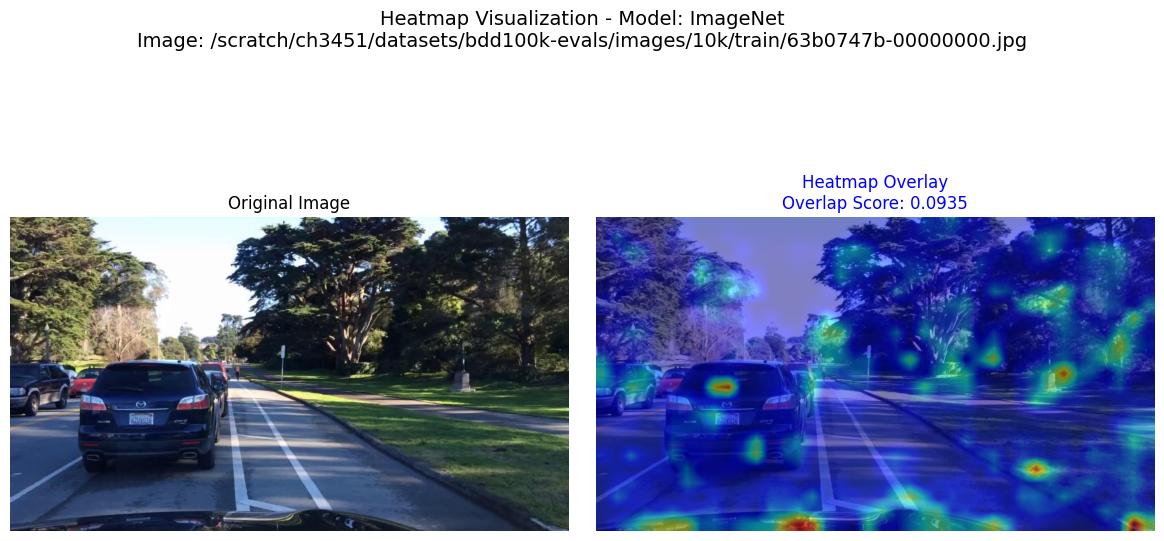 Heatmap Visualization - Model: ImageNet
Image: /scratch/ch3451/datasets/bdd100k-evals/images/10k/train/63b0747b-00000000.jpg
Original Image
Heatmap Overlay
Overlap Score: 0.0935